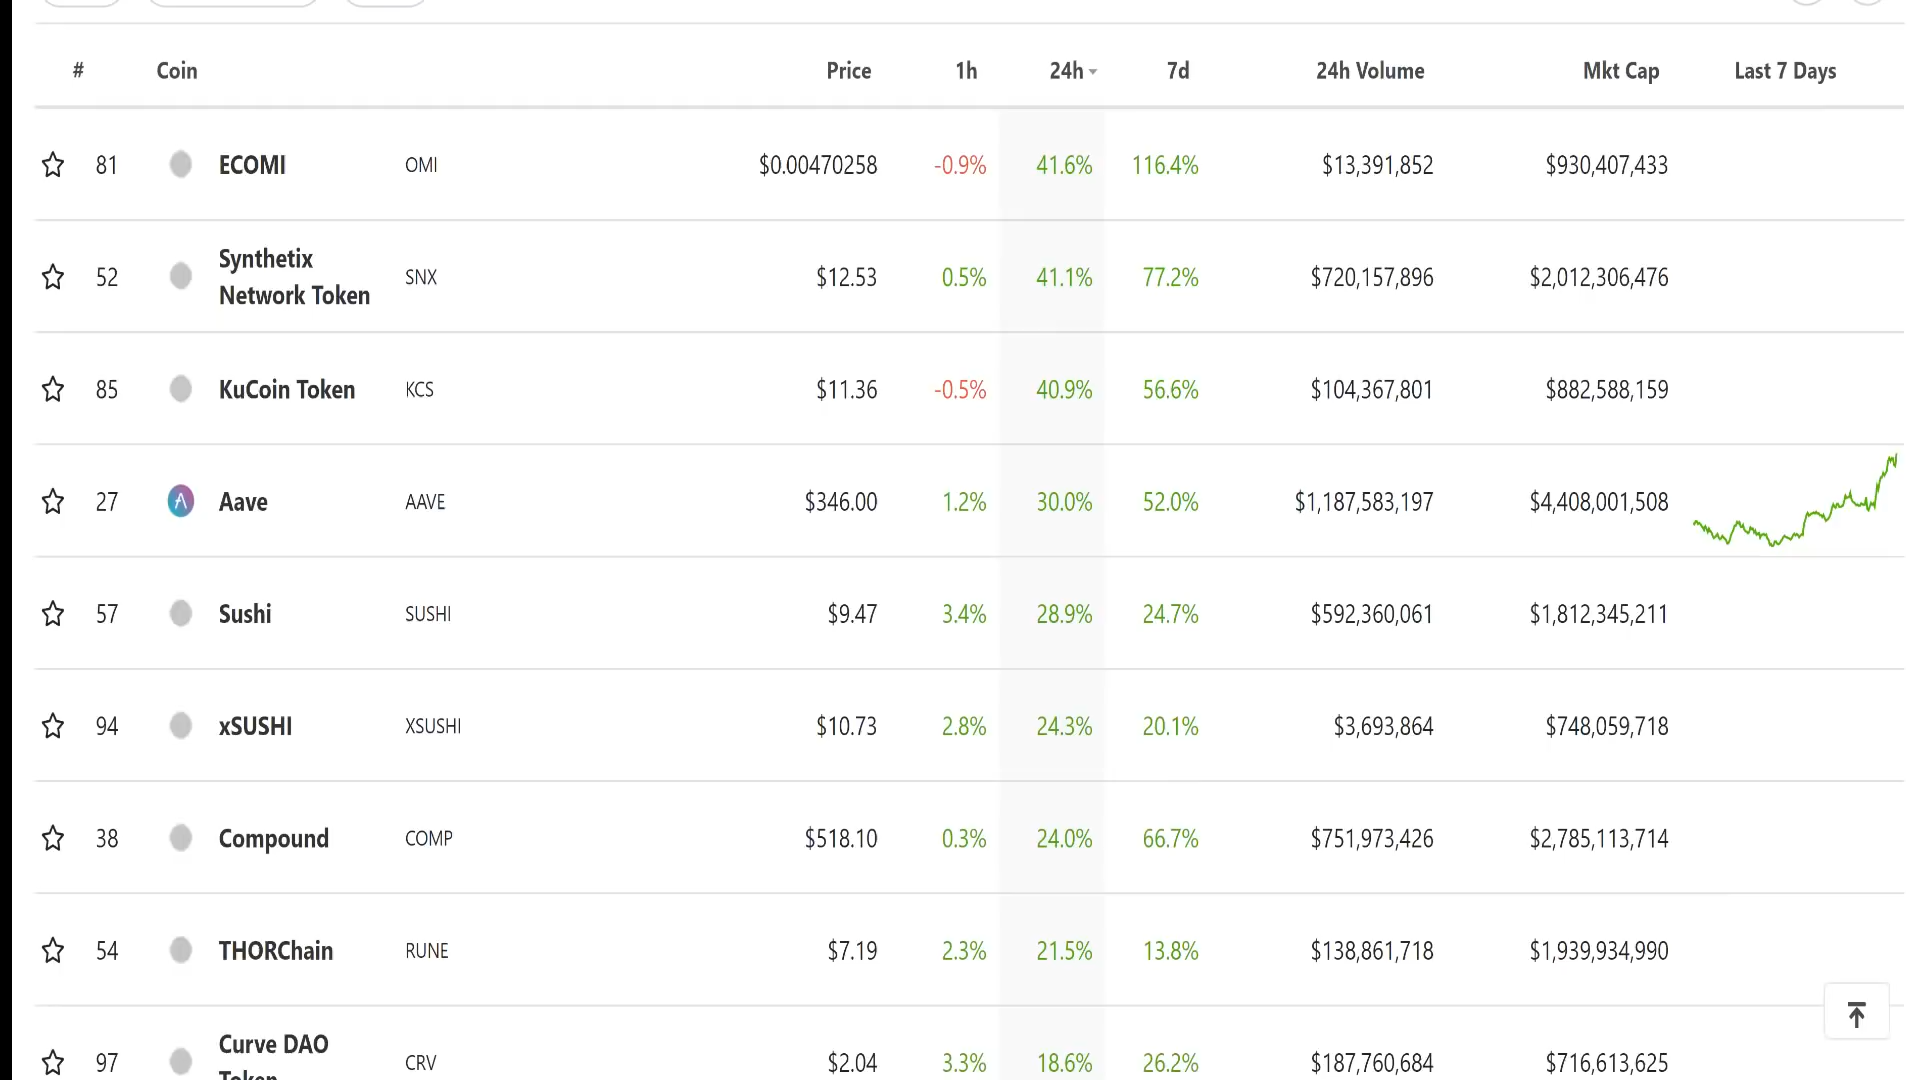 # Coin Price 1h 24h 7d 24h Volume Mkt Cap Last 7 Days
81 ECOMI OMI $0.00470258 -0.9% 41.6% 116.4% $13,391,852 $930,407,433
Synthetix
Network Token
52 SNX $12.53 0.5% 41.1% 77.2% $720,157,896 $2,012,306,476
85 KuCoin Token KCS $11.36 -0.5% 40.9% 56.6% $104,367,801 $882,588,159
27 Aave AAVE $346.00 1.2% 30.0% 52.0% $1,187,583,197 $4,408,001,508
57 Sushi SUSHI $9.47 3.4% 28.9% 24.7% $592,360,061 $1,812,345,211
94 xSUSHI XSUSHI $10.73 2.8% 24.3% 20.1% $3,693,864 $748,059,718
38 Compound COMP $518.10 0.3% 24.0% 66.7% $751,973,426 $2,785,113,714
54 THORChain RUNE $7.19 2.3% 21.5% 13.8% $138,861,718 $1,939,934,990
Curve DAO
Token
97 CRV $2.04 3.3% 18.6% 26.2% $187,760,684 $716,613,625